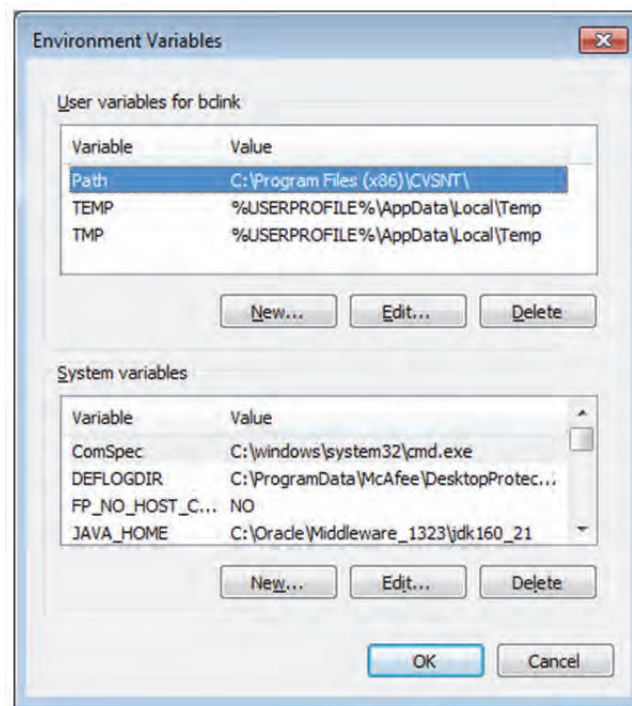 Environment Variables
User variables for bclink
Variable Value
Path C:\Program Files (x86)\CVSNT\
TEMP %USERPROFILE%\AppData\Local\Temp
TMP %USERPROFILE%\AppData\Local\Temp
New... Edit... Delete
System variables
Variable Value
ComSpec C:\windows\system32\cmd.exe
DEFLOGDIR C:\ProgramData\McAfee\DesktopProtec...
FP_NO_HOST_C... NO
JAVA_HOME C:\Oracle\Middleware_1323\jdk160_21
New... Edit... Delete
OK Cancel